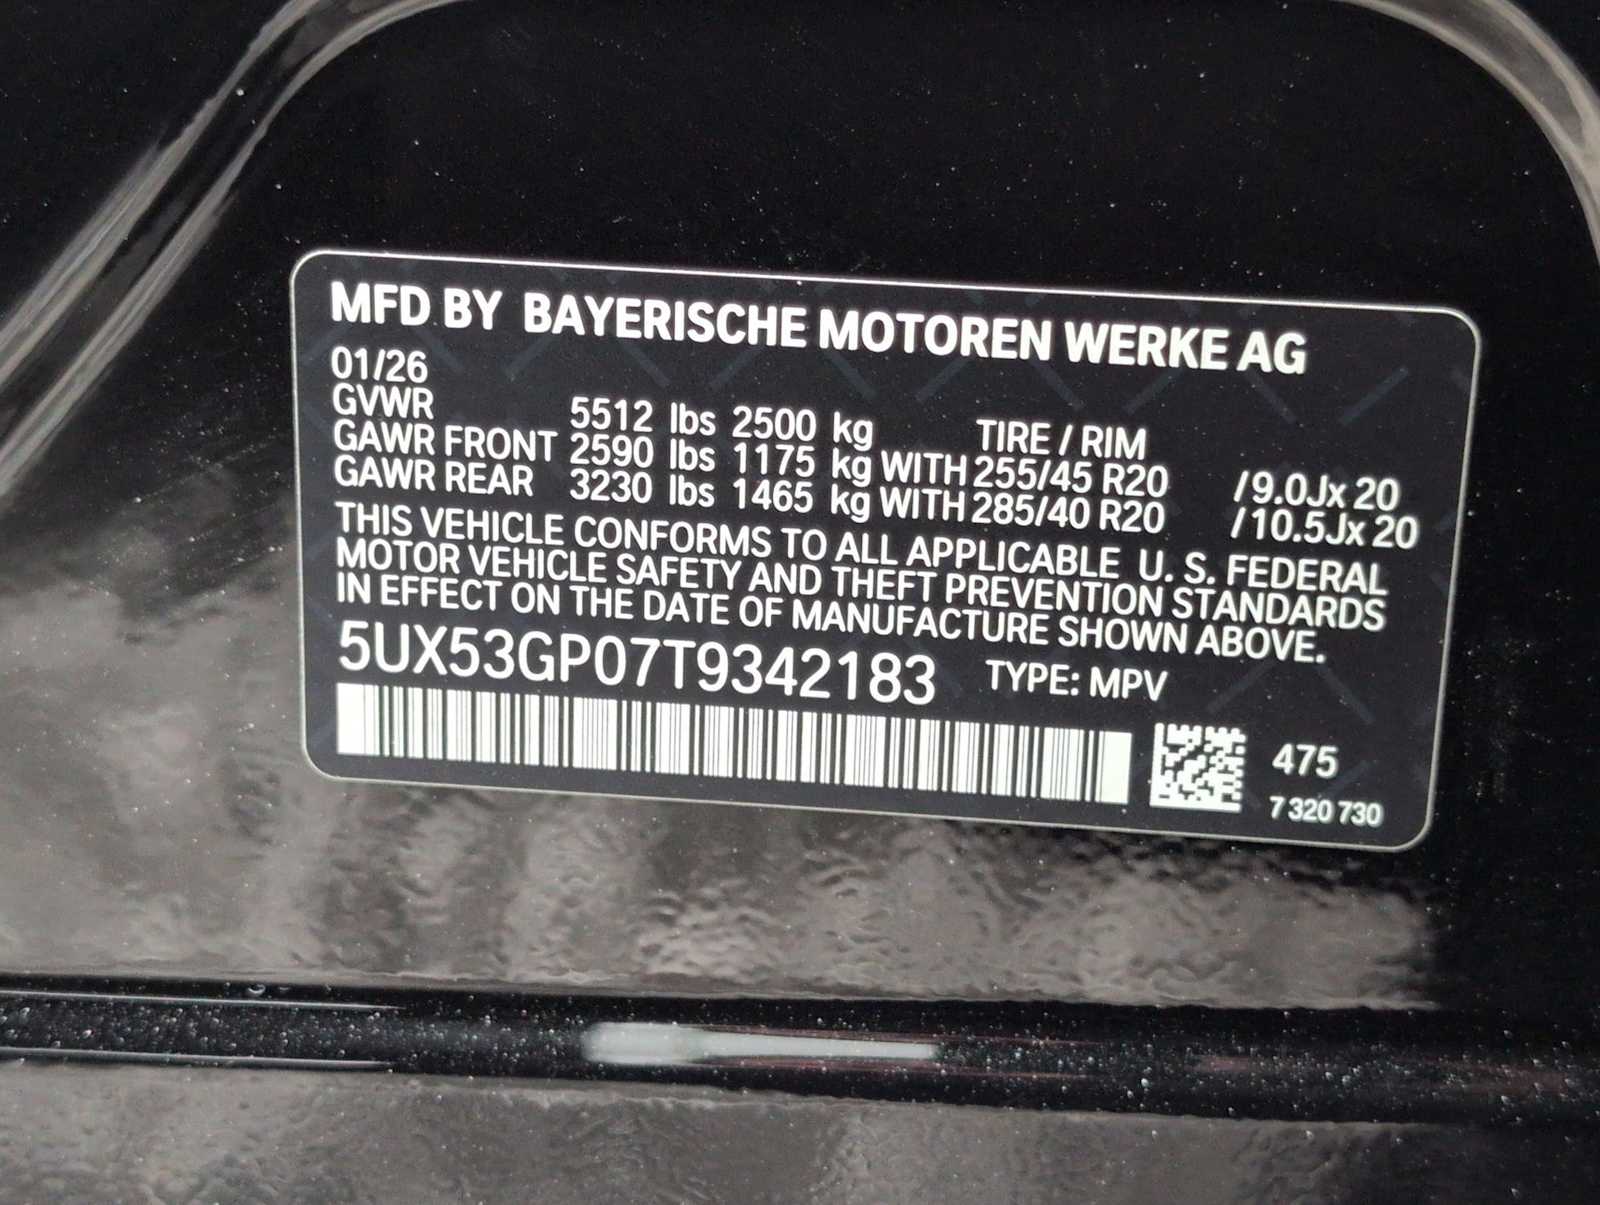 MFD BY BAYERISCHE MOTOREN WERKE AG
01/26
GVWR 5512 lbs 2500 kg TIRE / RIM
GAWR FRONT 2590 lbs 1175 kg WITH 255/45 R20 /9.0Jx 20
GAWR REAR 3230 lbs 1465 kg WITH 285/40 R20 /10.5Jx 20
THIS VEHICLE CONFORMS TO ALL APPLICABLE U. S. FEDERAL
MOTOR VEHICLE SAFETY AND THEFT PREVENTION STANDARDS
IN EFFECT ON THE DATE OF MANUFACTURE SHOWN ABOVE.
5UX53GP07T9342183 TYPE: MPV
475
7 320 730